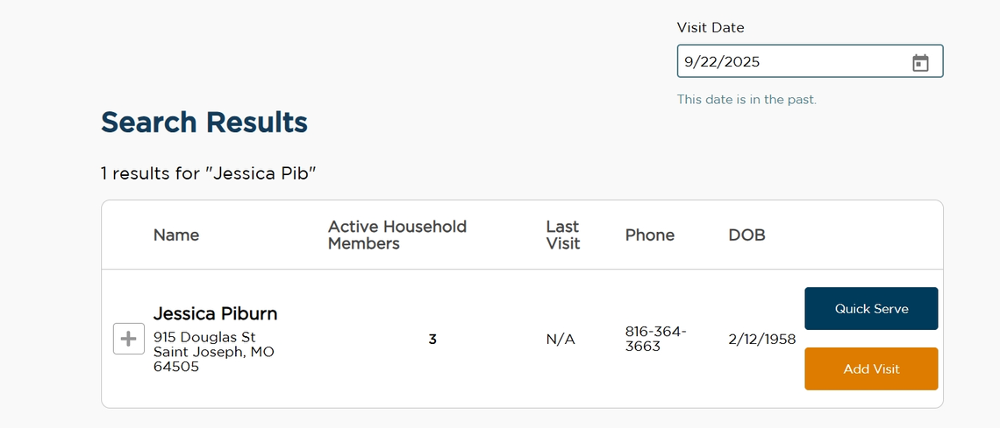 Visit Date
9/22/2025
This date is in the past.
Search Results
1 results for "Jessica Pib"
Name
Active Household
Members
Last
Visit
Phone
DOB
Jessica Piburn
915 Douglas St
Saint Joseph, MO
64505
3
N/A
816-364-
3663
2/12/1958
Quick Serve
Add Visit